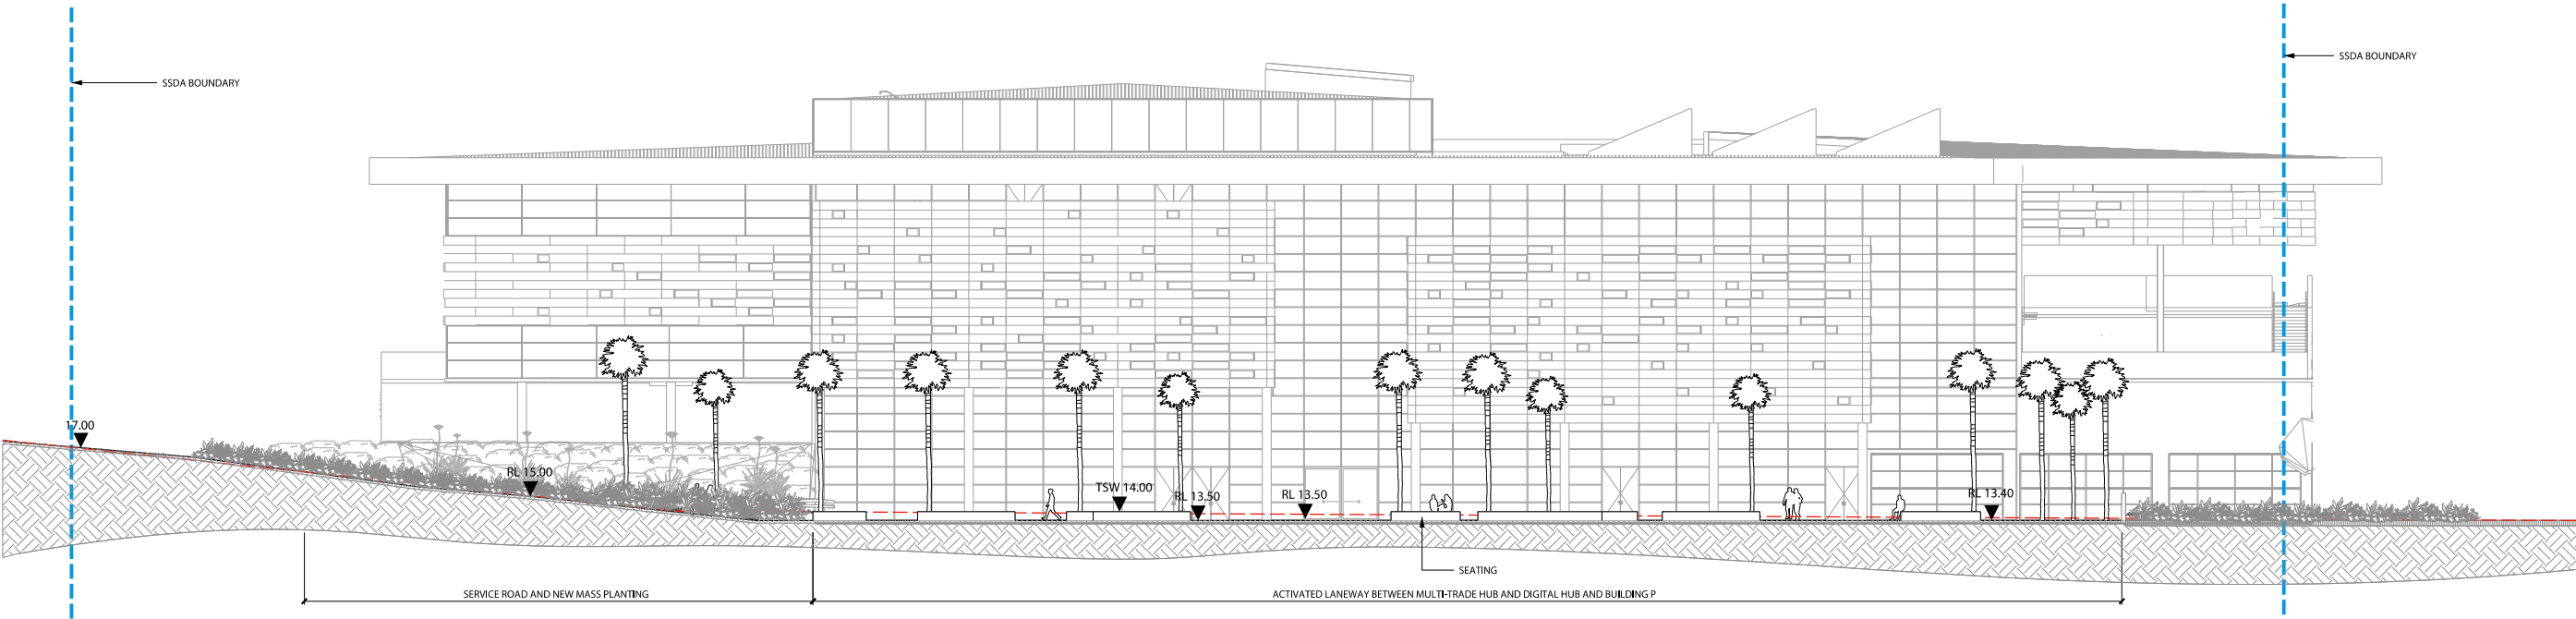 SSDA BOUNDARY
SSDA BOUNDARY
17.00
RL 15.00
TSW 14.00
RL 13.50
RL 13.50
RL 13.40
SEATING
SERVICE ROAD AND NEW MASS PLANTING
ACTIVATED LANEWAY BETWEEN MULTI-TRADE HUB AND DIGITAL HUB AND BUILDING P